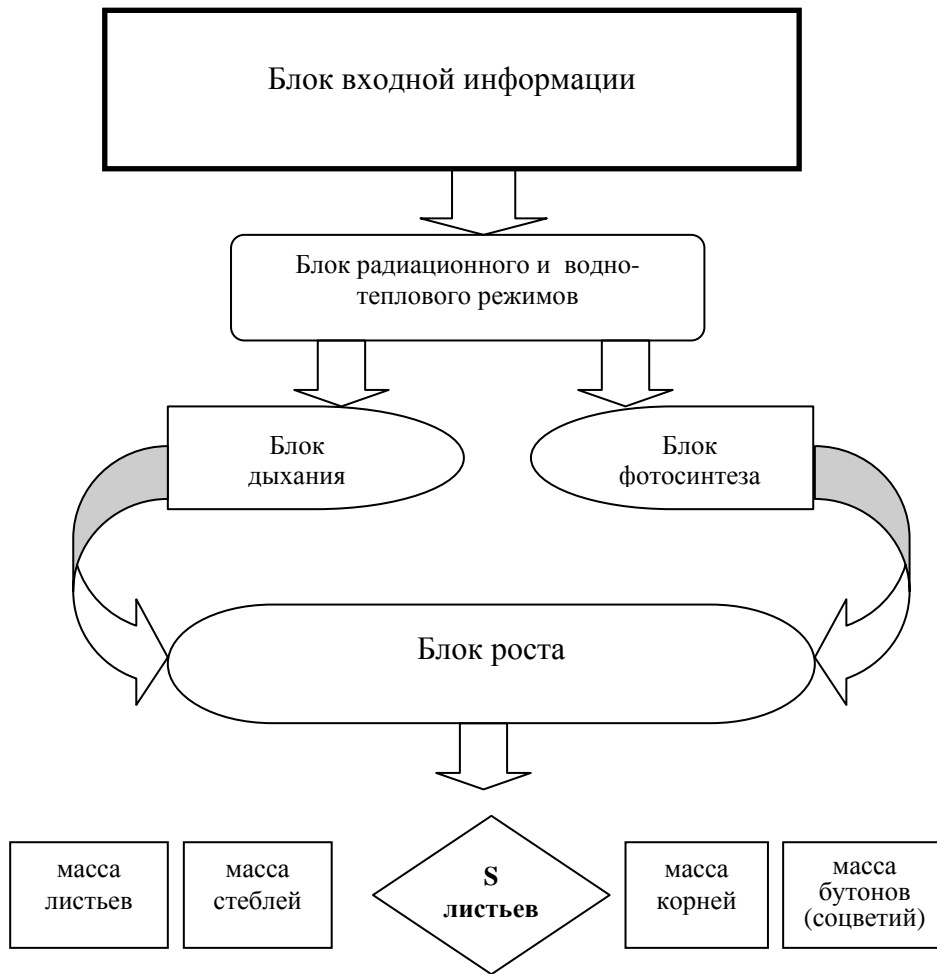 Блок входной информации
Блок радиационного и водно-
теплового режимов
Блок
дыхания
Блок
фотосинтеза
Блок роста
масса
листьев
масса
стеблей
S
листьев
масса
корней
масса
бутонов
(соцветий)